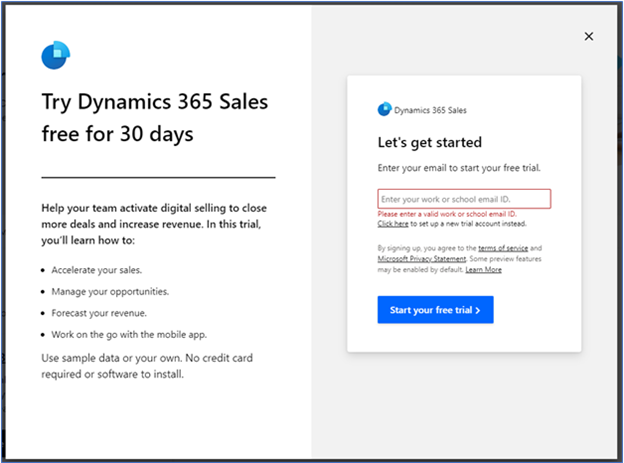 Try Dynamics 365 Sales
free for 30 days
Help your team activate digital selling to close
more deals and increase revenue. In this trial,
you'll learn how to:
Accelerate your sales.
Manage your opportunities.
Forecast your revenue.
Work on the go with the mobile app.
Use sample data or your own. No credit card
required or software to install.
Dynamics 365 Sales
Let's get started
Enter your email to start your free trial.
Enter your work or school email ID.
Please enter a valid work or school email ID.
Click here to set up a new trial account instead.
By signing up, you agree to the terms of service and
Microsoft Privacy Statement. Some preview features
may be enabled by default. Learn More
Start your free trial